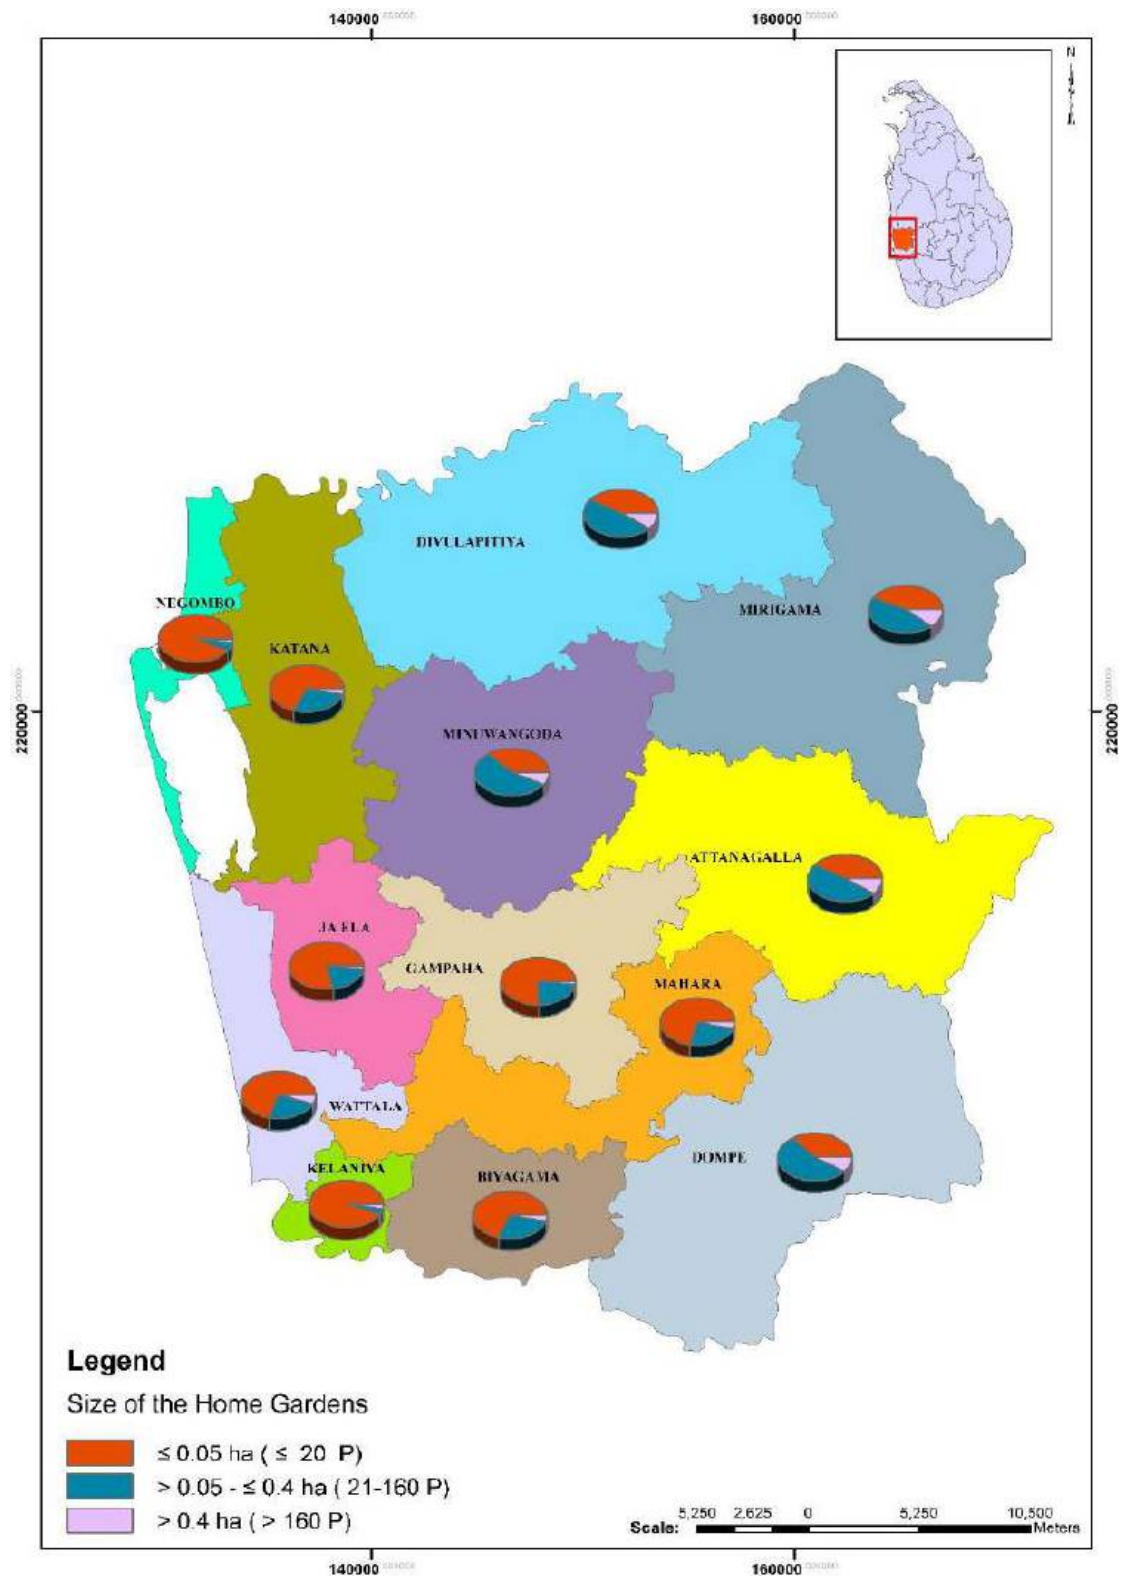 140000
160000
N
DIVULAPITIYA
MIRIGAMA
NEGOMBO
KATANA
220000
220000
MINUWANGODA
ATTANAGALLA
JA ELA
GAMPAHA
MAHARA
WATTALA
DOMPE
KELANIYA
BIYAGAMA
Legend
Size of the Home Gardens
≤ 0.05 ha ( ≤ 20 P)
> 0.05 - ≤ 0.4 ha ( 21-160 P)
> 0.4 ha ( > 160 P)
5,250 2,625 0 5,250 10,500
Scale: Meters
140000
160000